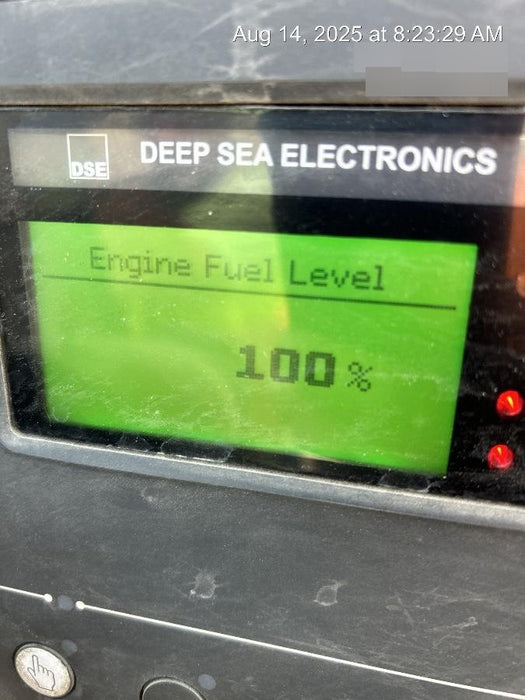 Aug 14, 2025 at 8:23:29 AM
DSE DEEP SEA ELECTRONICS
Engine Fuel Level
100 %